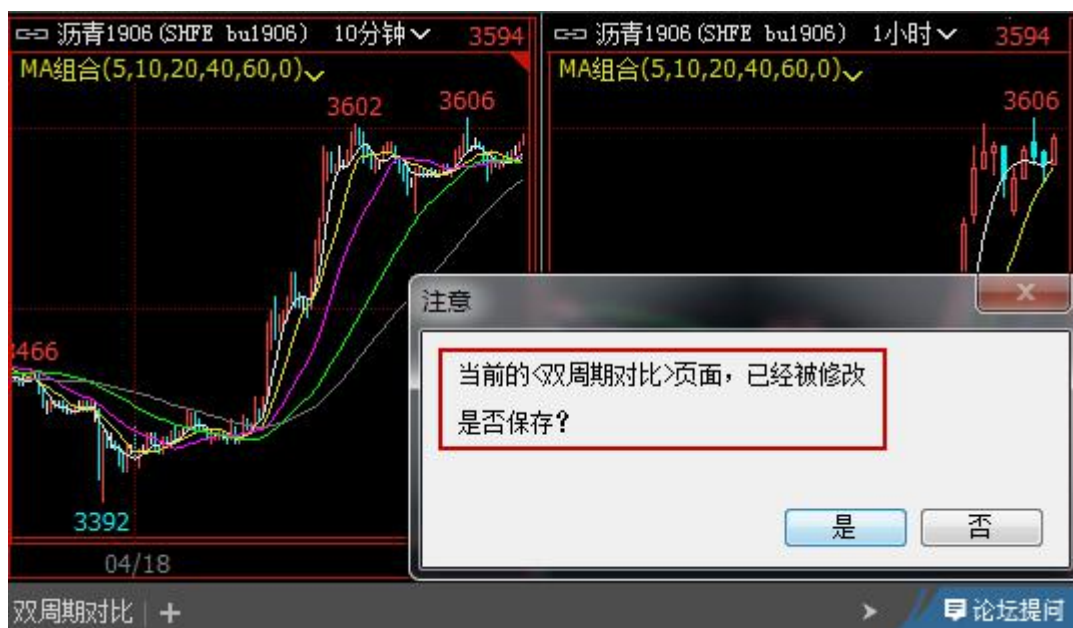 沥青1906(SHFE bu1906) 10分钟 3594
MA组合(5,10,20,40,60,0)
3602
3606
3466
3392
04/18
沥青1906(SHFE bu1906) 1小时 3594
MA组合(5,10,20,40,60,0)
3606
注意
当前的<双周期对比>页面，已经被修改
是否保存?
是
否
双周期对比
论坛提问